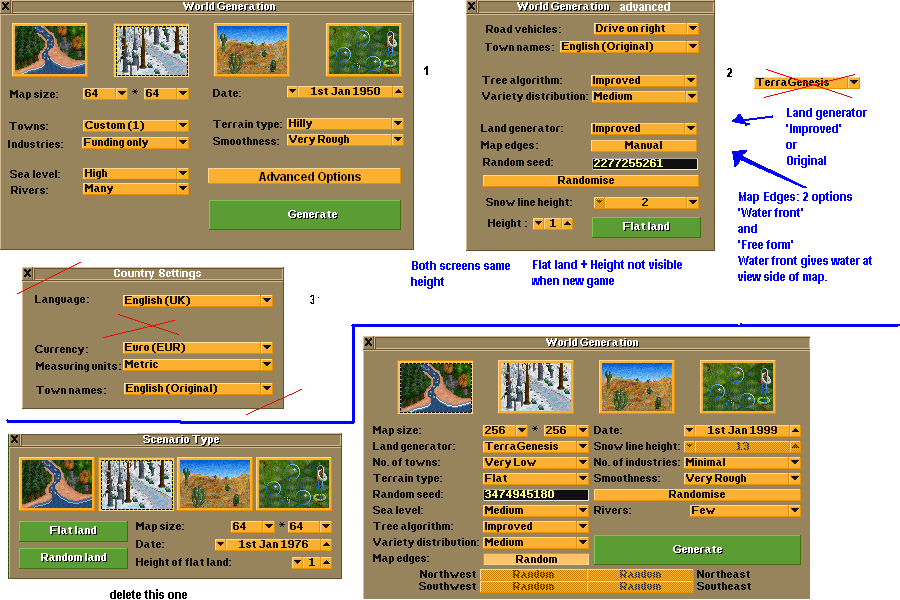 World Generation
Map size: 64 * 64 Date: 1st Jan 1950
Towns: Custom (1) Terrain type: Hilly
Industries: Funding only Smoothness: Very Rough
Sea level: High
Rivers: Many
Advanced Options
Generate
1
World Generation advanced
Road vehicles: Drive on right
Town names: English (Original)
Tree algorithm: Improved
Variety distribution: Medium
Land generator: Improved
Map edges: Manual
Random seed: 2277255261
Randomise
Snow line height: 2
Height : 1 Flat land
2
TerraGenesis
Land generator
'Improved'
or
Original
Map Edges: 2 options
'Water front'
and
'Free form'
Water front gives water at
view side of map.
Both screens same
height
Flat land + Height not visible
when new game
Country Settings
Language: English (UK)
Currency: Euro (EUR)
Measuring units: Metric
Town names: English (Original)
3
Scenario Type
Flat land
Random land
Map size: 64 * 64
Date: 1st Jan 1976
Height of flat land: 1
delete this one
World Generation
Map size: 256 * 256 Date: 1st Jan 1999
Land generator: TerraGenesis Snow line height: 13
No. of towns: Very Low No. of industries: Minimal
Terrain type: Flat Smoothness: Very Rough
Random seed: 3474945180 Randomise
Sea level: Medium Rivers: Few
Tree algorithm: Improved
Variety distribution: Medium
Generate
Map edges: Random
Northwest Random Random Northeast
Southwest Random Random Southeast